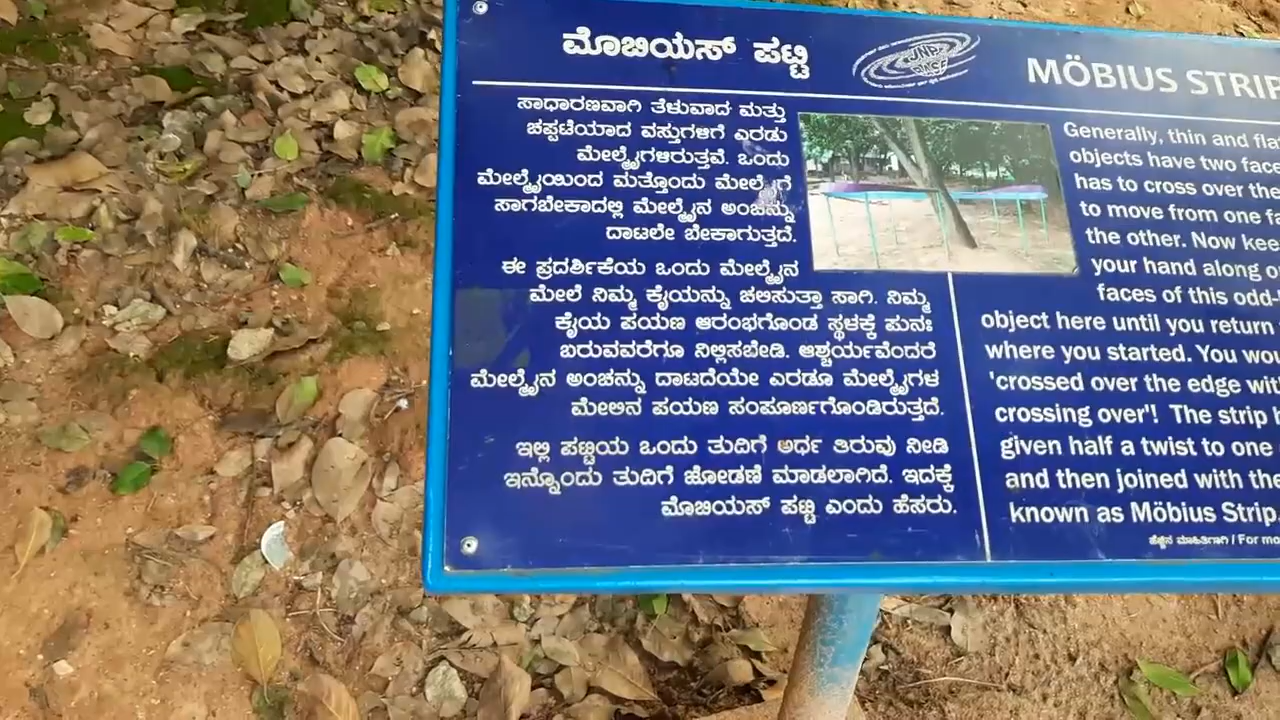 ಮೊಬಿಯಸ್ ಪಟ್ಟಿ
ಸಾಧಾರಣವಾಗಿ ತೆಳುವಾದ ಮತ್ತು
ಚಪ್ಪಟೆಯಾದ ವಸ್ತುಗಳಿಗೆ ಎರಡು
ಮೇಲ್ಮೈಗಳಿರುತ್ತವೆ. ಒಂದು
ಮೇಲ್ಮೈಯಿಂದ ಮತ್ತೊಂದು ಮೇಲ್ಮೈಗೆ
ಸಾಗಬೇಕಾದಲ್ಲಿ ಮೇಲ್ಮೈನ ಅಂಚನ್ನು
ದಾಟಲೇ ಬೇಕಾಗುತ್ತದೆ.
ಈ ಪ್ರದರ್ಶಿಕೆಯ ಒಂದು ಮೇಲ್ಮೈನ
ಮೇಲೆ ನಿಮ್ಮ ಕೈಯನ್ನು ಚಲಿಸುತ್ತಾ ಸಾಗಿ. ನಿಮ್ಮ
ಕೈಯ ಪಯಣ ಆರಂಭಗೊಂಡ ಸ್ಥಳಕ್ಕೆ ಪುನಃ
ಬರುವವರೆಗೂ ನಿಲ್ಲಿಸಬೇಡಿ. ಆಶ್ಚರ್ಯವೆಂದರೆ
ಮೇಲ್ಮೈನ ಅಂಚನ್ನು ದಾಟದೆಯೇ ಎರಡೂ ಮೇಲ್ಮೈಗಳ
ಮೇಲಿನ ಪಯಣ ಸಂಪೂರ್ಣಗೊಂಡಿರುತ್ತದೆ.
ಇಲ್ಲಿ ಪಟ್ಟಿಯ ಒಂದು ತುದಿಗೆ ಅರ್ಧ ತಿರುವು ನೀಡಿ
ಇನ್ನೊಂದು ತುದಿಗೆ ಜೋಡಣೆ ಮಾಡಲಾಗಿದೆ. ಇದಕ್ಕೆ
ಮೊಬಿಯಸ್ ಪಟ್ಟಿ ಎಂದು ಹೆಸರು.
MÖBIUS STRIP
Generally, thin and fla
objects have two face
has to cross over the
to move from one fa
the other. Now kee
your hand along o
faces of this odd-
object here until you return
where you started. You wou
'crossed over the edge wit
crossing over'! The strip
given half a twist to one
and then joined with the
known as Möbius Strip.
ಹೆಚ್ಚಿನ ಮಾಹಿತಿಗಾಗಿ / For mo